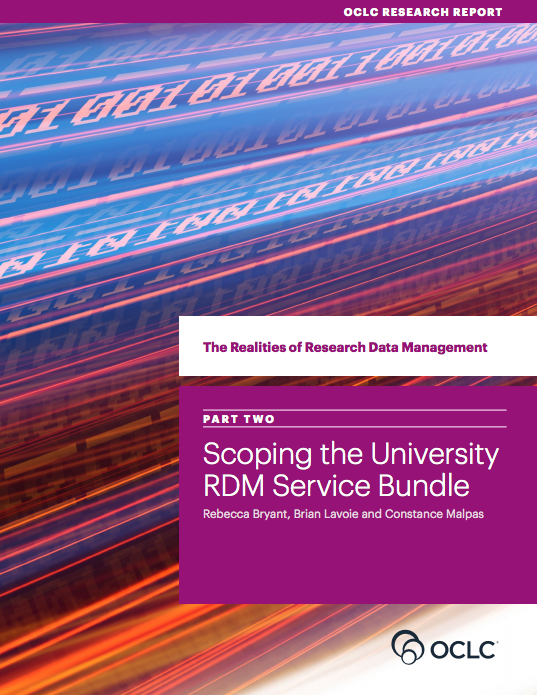 OCLC RESEARCH REPORT
The Realities of Research Data Management
PART TWO
Scoping the University
RDM Service Bundle
Rebecca Bryant, Brian Lavoie and Constance Malpas
OCLC